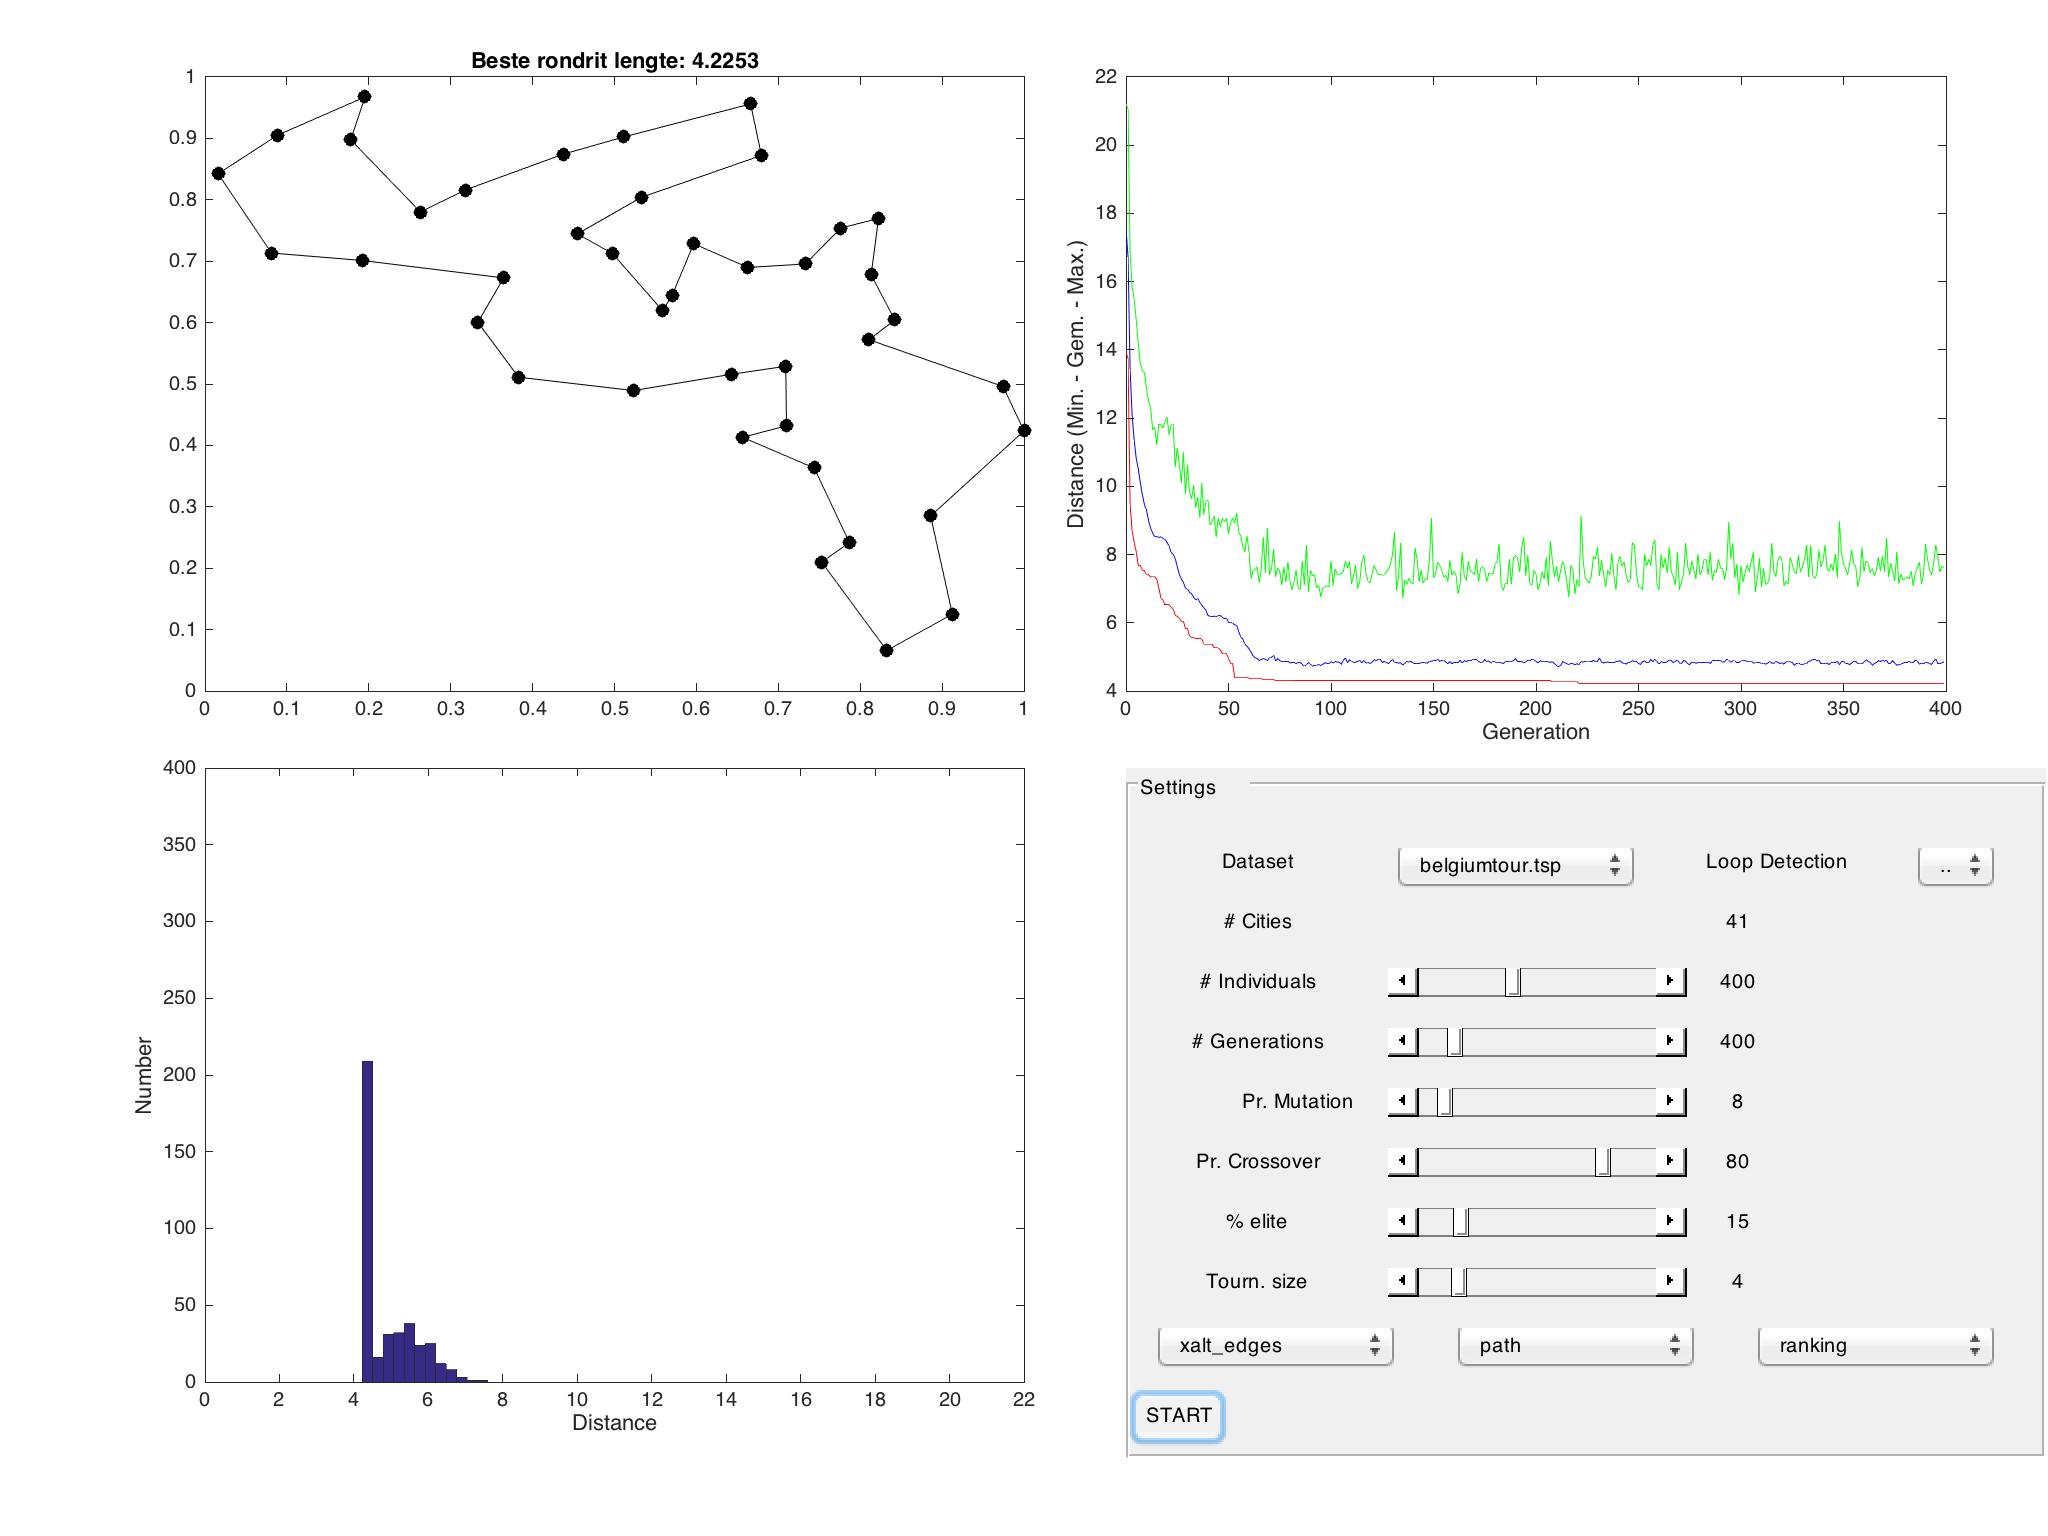 Beste rondrit lengte: 4.2253
1
0.9
0.8
0.7
0.6
0.5
0.4
0.3
0.2
0.1
0
0 0.1 0.2 0.3 0.4 0.5 0.6 0.7 0.8 0.9 1
Distance (Min. - Gem. - Max.)
22
20
18
16
14
12
10
8
6
4
0 50 100 150 200 250 300 350 400
Generation
Number
400
350
300
250
200
150
100
50
0
0 2 4 6 8 10 12 14 16 18 20 22
Distance
Settings
Dataset belgiumtour.tsp Loop Detection ..
# Cities 41
# Individuals 400
# Generations 400
Pr. Mutation 8
Pr. Crossover 80
% elite 15
Tourn. size 4
xalt_edges path ranking
START